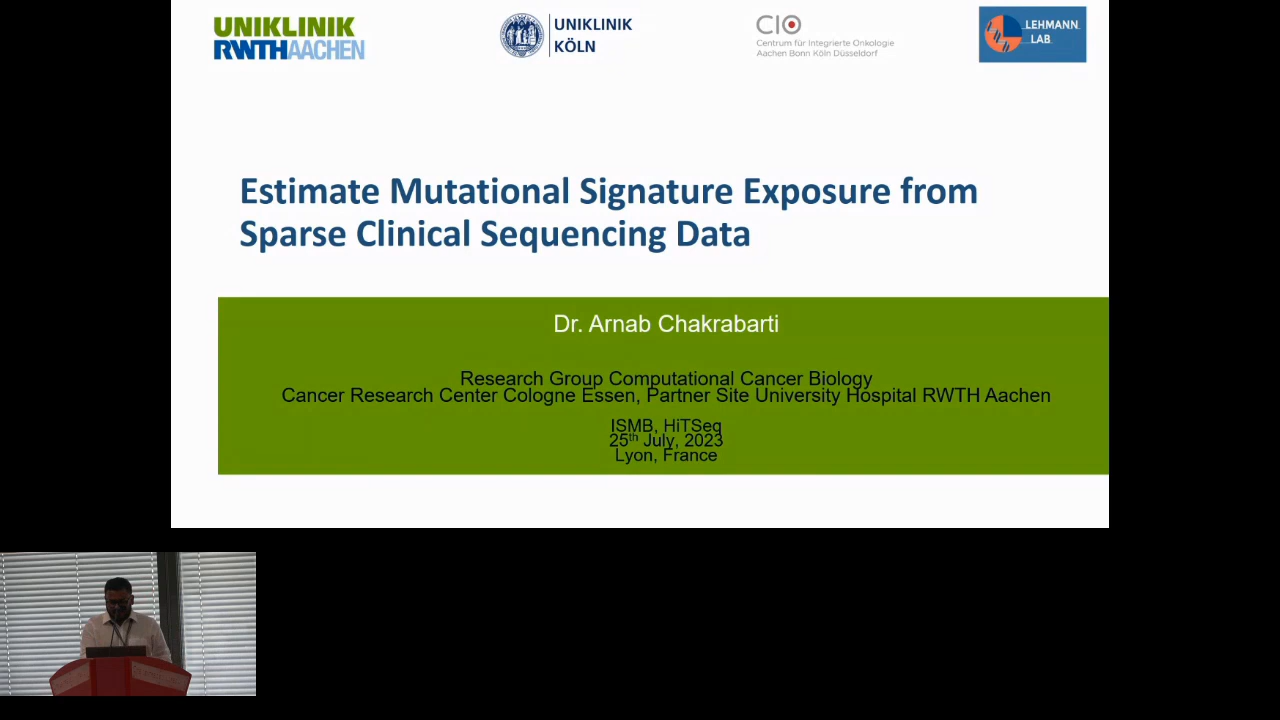 UNIKLINIK
RWTHAACHEN
UNIKLINIK
KÖLN
CIO
Centrum für Integrierte Onkologie
Aachen Bonn Köln Düsseldorf
LEHMANN
LAB
Estimate Mutational Signature Exposure from
Sparse Clinical Sequencing Data
Dr. Arnab Chakrabarti
Research Group Computational Cancer Biology
Cancer Research Center Cologne Essen, Partner Site University Hospital RWTH Aachen
ISMB, HiTSeq
25th July, 2023
Lyon, France